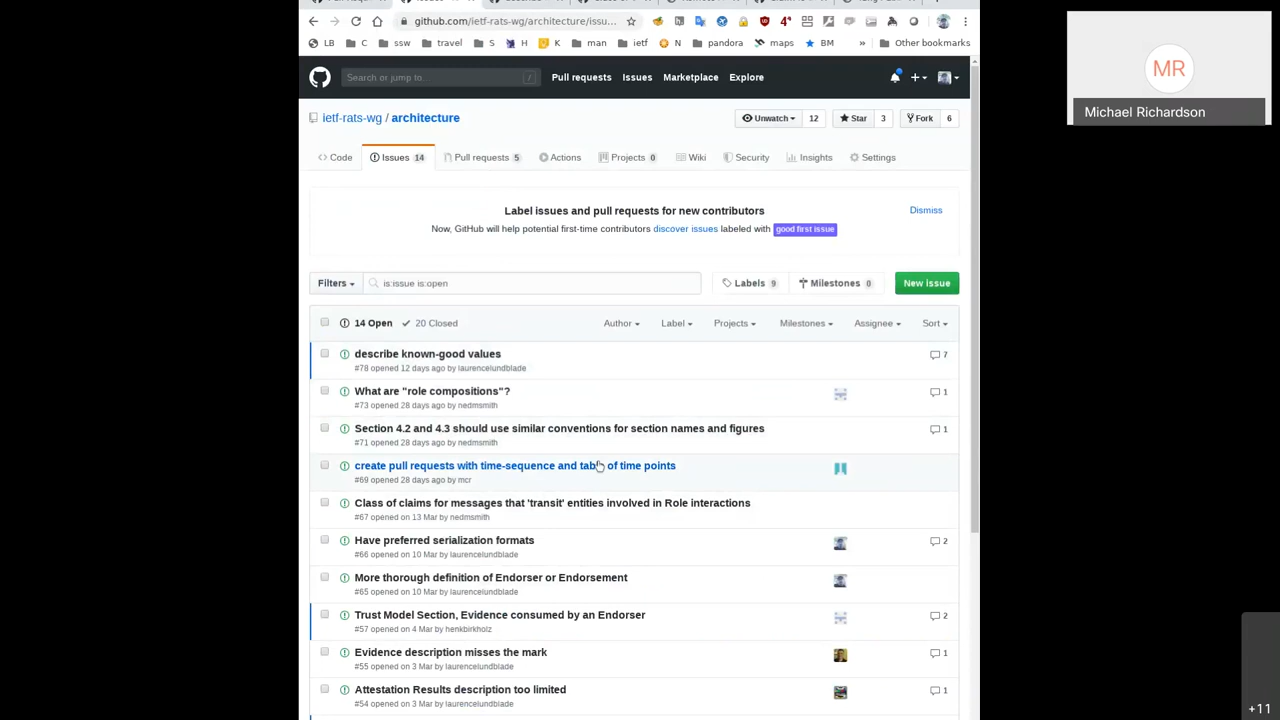 github.com/ietf-rats-wg/architecture/issu...
LB C ssw travel S H K man ietf N pandora maps BM » Other bookmarks
Search or jump to... / Pull requests Issues Marketplace Explore
ietf-rats-wg / architecture Unwatch 12 Star 3 Fork 6
Code Issues 14 Pull requests 5 Actions Projects 0 Wiki Security Insights Settings
Label issues and pull requests for new contributors Dismiss
Now, GitHub will help potential first-time contributors discover issues labeled with good first issue
Filters is:issue is:open Labels 9 Milestones 0 New issue
14 Open 20 Closed Author Label Projects Milestones Assignee Sort
describe known-good values 7
#78 opened 12 days ago by laurencelundblade
What are "role compositions"? 1
#73 opened 28 days ago by nedmsmith
Section 4.2 and 4.3 should use similar conventions for section names and figures 1
#71 opened 28 days ago by nedmsmith
create pull requests with time-sequence and table of time points
#69 opened 28 days ago by mcr
Class of claims for messages that 'transit' entities involved in Role interactions
#67 opened on 13 Mar by nedmsmith
Have preferred serialization formats 2
#66 opened on 10 Mar by laurencelundblade
More thorough definition of Endorser or Endorsement
#65 opened on 10 Mar by laurencelundblade
Trust Model Section, Evidence consumed by an Endorser 2
#57 opened on 4 Mar by henkbirkholz
Evidence description misses the mark 1
#55 opened on 3 Mar by laurencelundblade
Attestation Results description too limited 1
#54 opened on 3 Mar by laurencelundblade
MR
Michael Richardson
+11